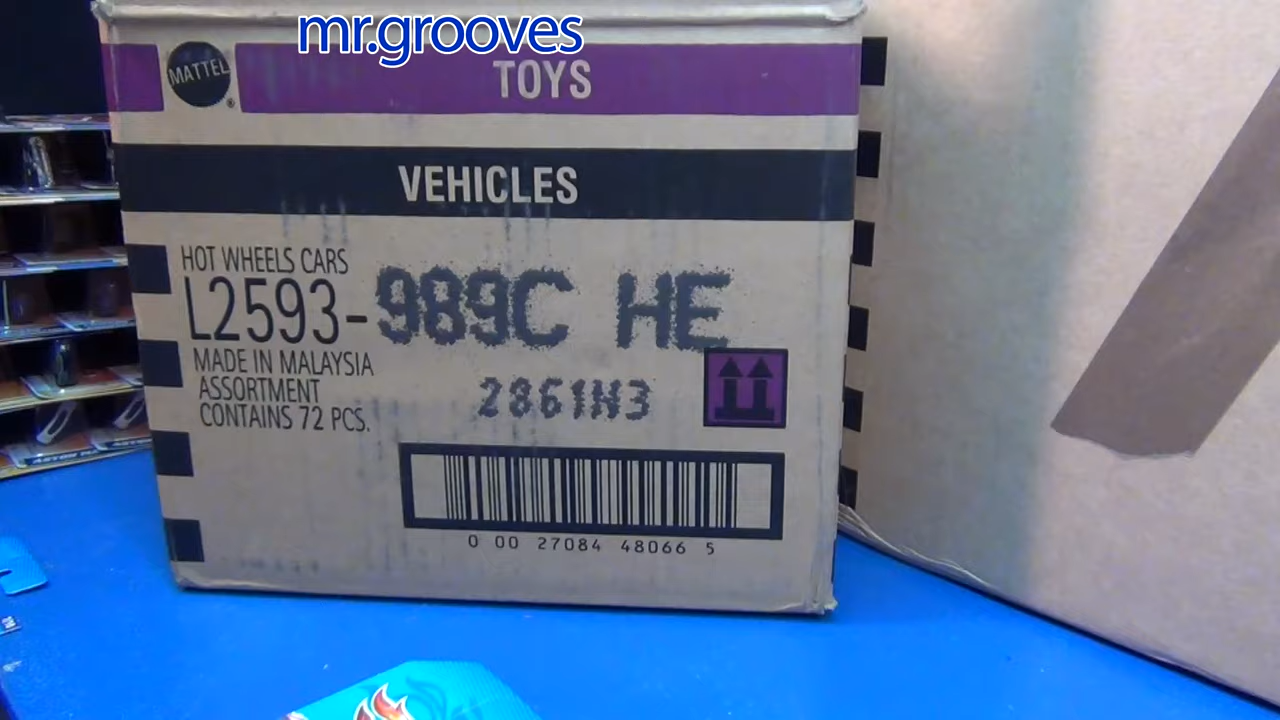 mr.grooves
MATTEL
®
TOYS
VEHICLES
HOT WHEELS CARS
L2593-989C HE
MADE IN MALAYSIA
ASSORTMENT
CONTAINS 72 PCS.
2861N3
0 00 27084 48066 5